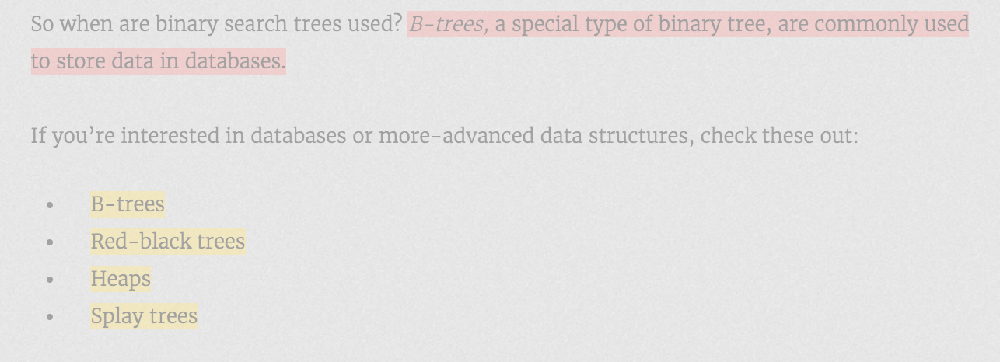 So when are binary search trees used? B-trees, a special type of binary tree, are commonly used
to store data in databases.
If you’re interested in databases or more-advanced data structures, check these out:
• B-trees
• Red-black trees
• Heaps
• Splay trees